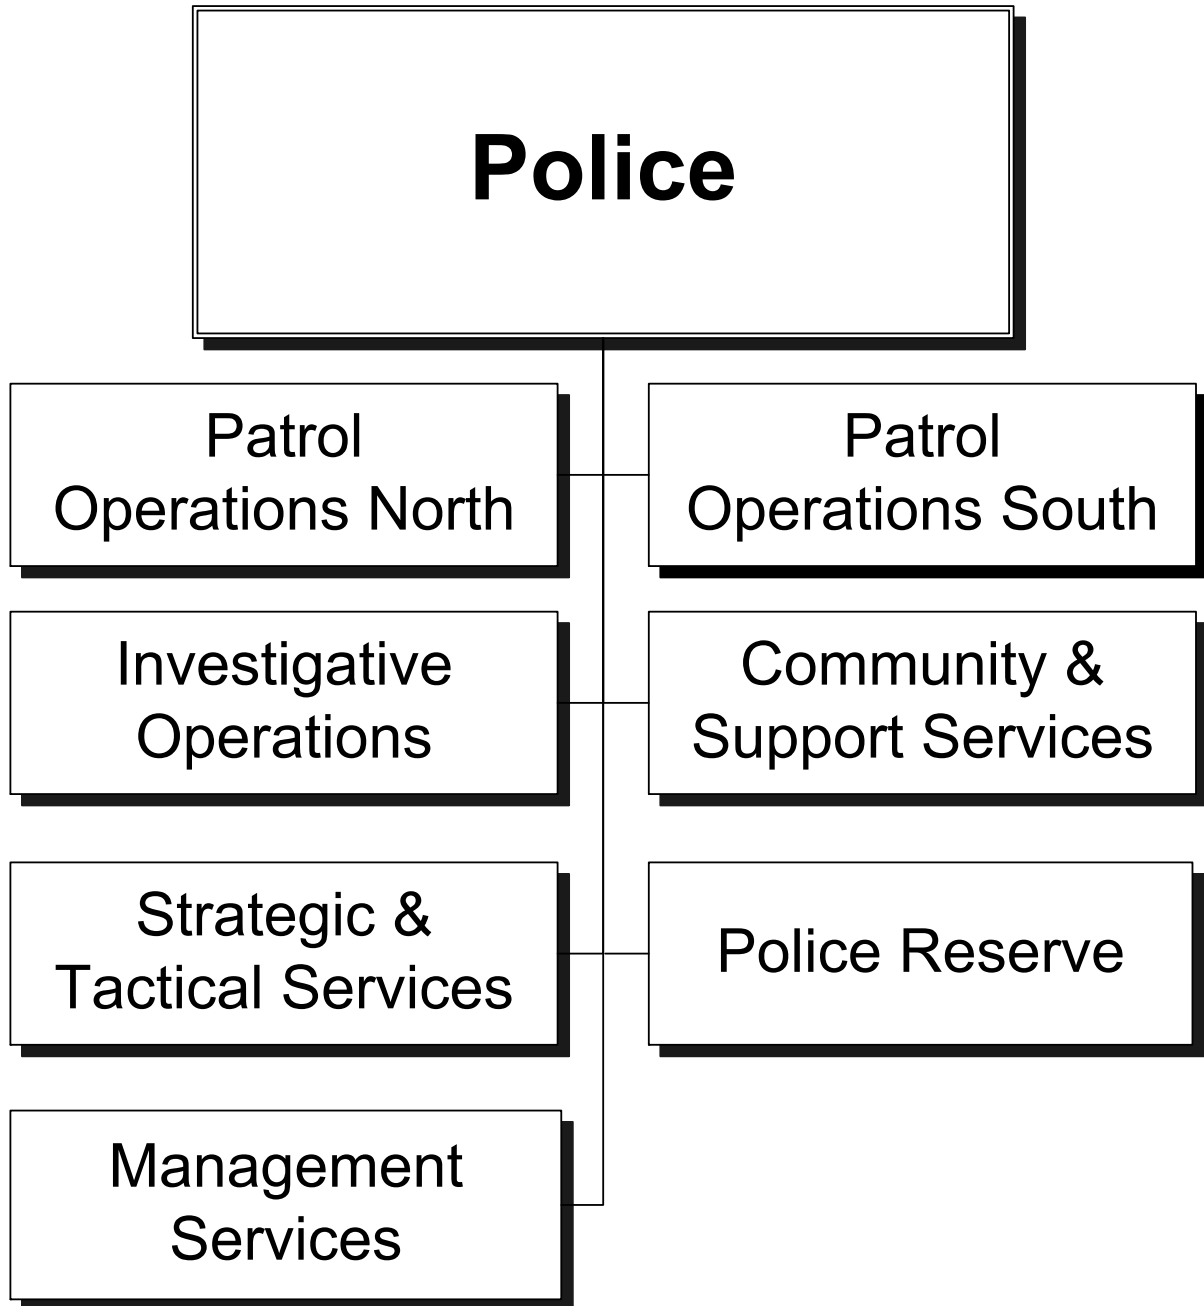 Police
Patrol
Operations North
Patrol
Operations South
Investigative
Operations
Community &
Support Services
Strategic &
Tactical Services
Police Reserve
Management
Services